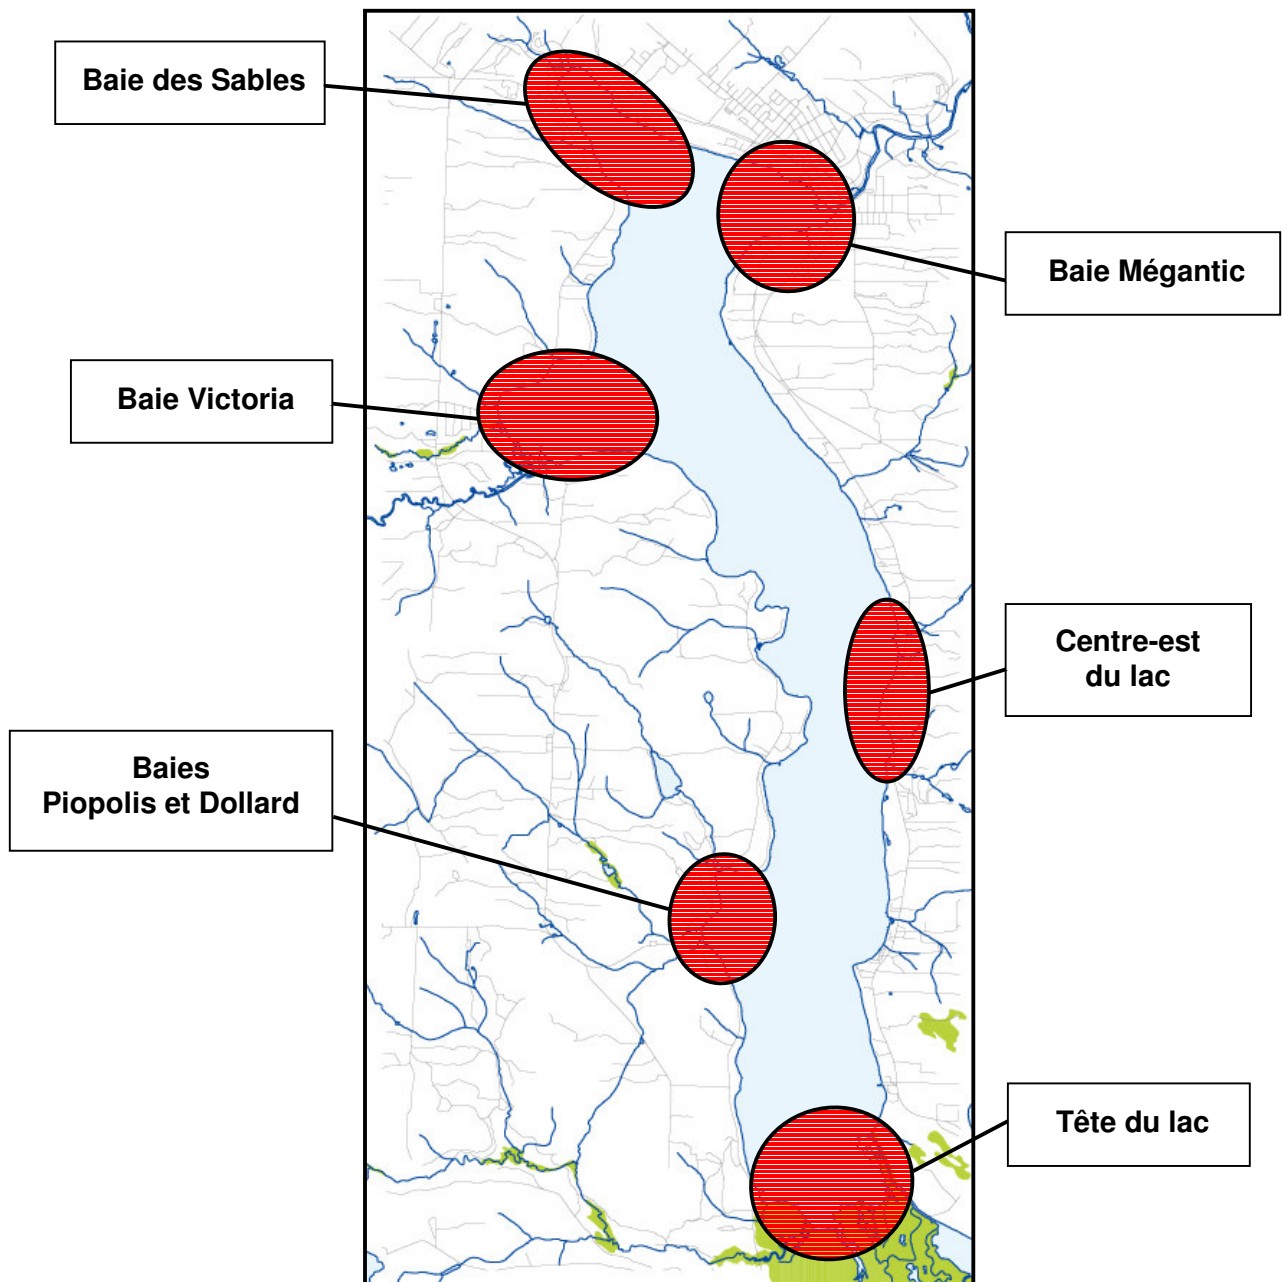 Baie des Sables
Baie Mégantic
Baie Victoria
Centre-est
du lac
Baies
Piopolis et Dollard
Tête du lac